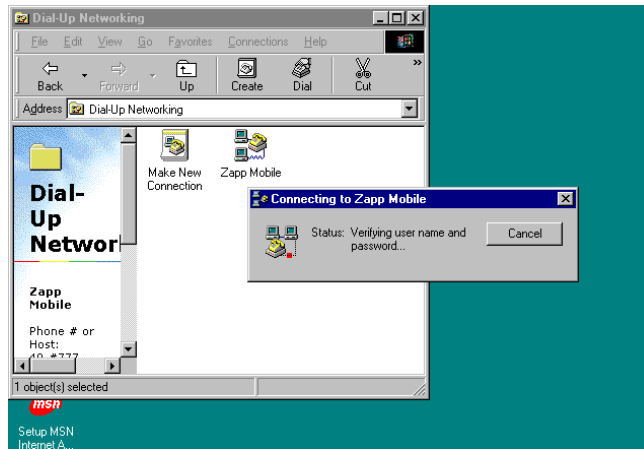 Dial-Up Networking
File Edit View Go Favorites Connections Help
Back Forward Up Create Dial Cut »
Address Dial-Up Networking
Dial-
Up
Networ
Zapp
Mobile
Phone # or
Host:
40 #777
Make New
Connection
Zapp Mobile
Connecting to Zapp Mobile
Status: Verifying user name and
password...
Cancel
1 object(s) selected
msn
Setup MSN
Internet A...